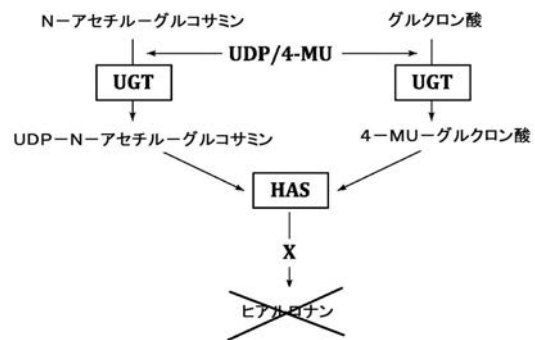 N－アセチル－グルコサミン
グルクロン酸
UDP/4-MU
UGT
UGT
UDP－N－アセチル－グルコサミン
4－MU－グルクロン酸
HAS
X
ヒアルロナン